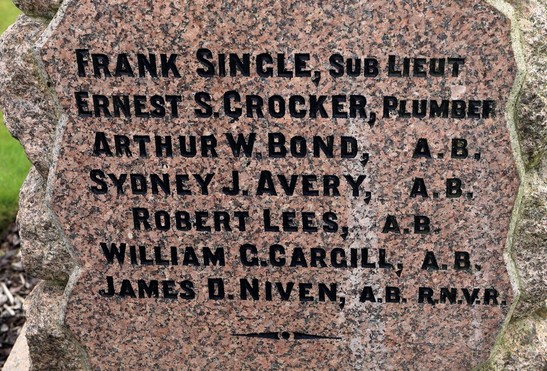 FRANK SINGLE, SUB LIEUT
ERNEST S. CROCKER, PLUMBER
ARTHUR W. BOND, A.B.
SYDNEY J. AVERY, A.B.
ROBERT LEES, A.B.
WILLIAM G. CARGILL, A.B.
JAMES D. NIVEN, A.B. R.N.V.R.